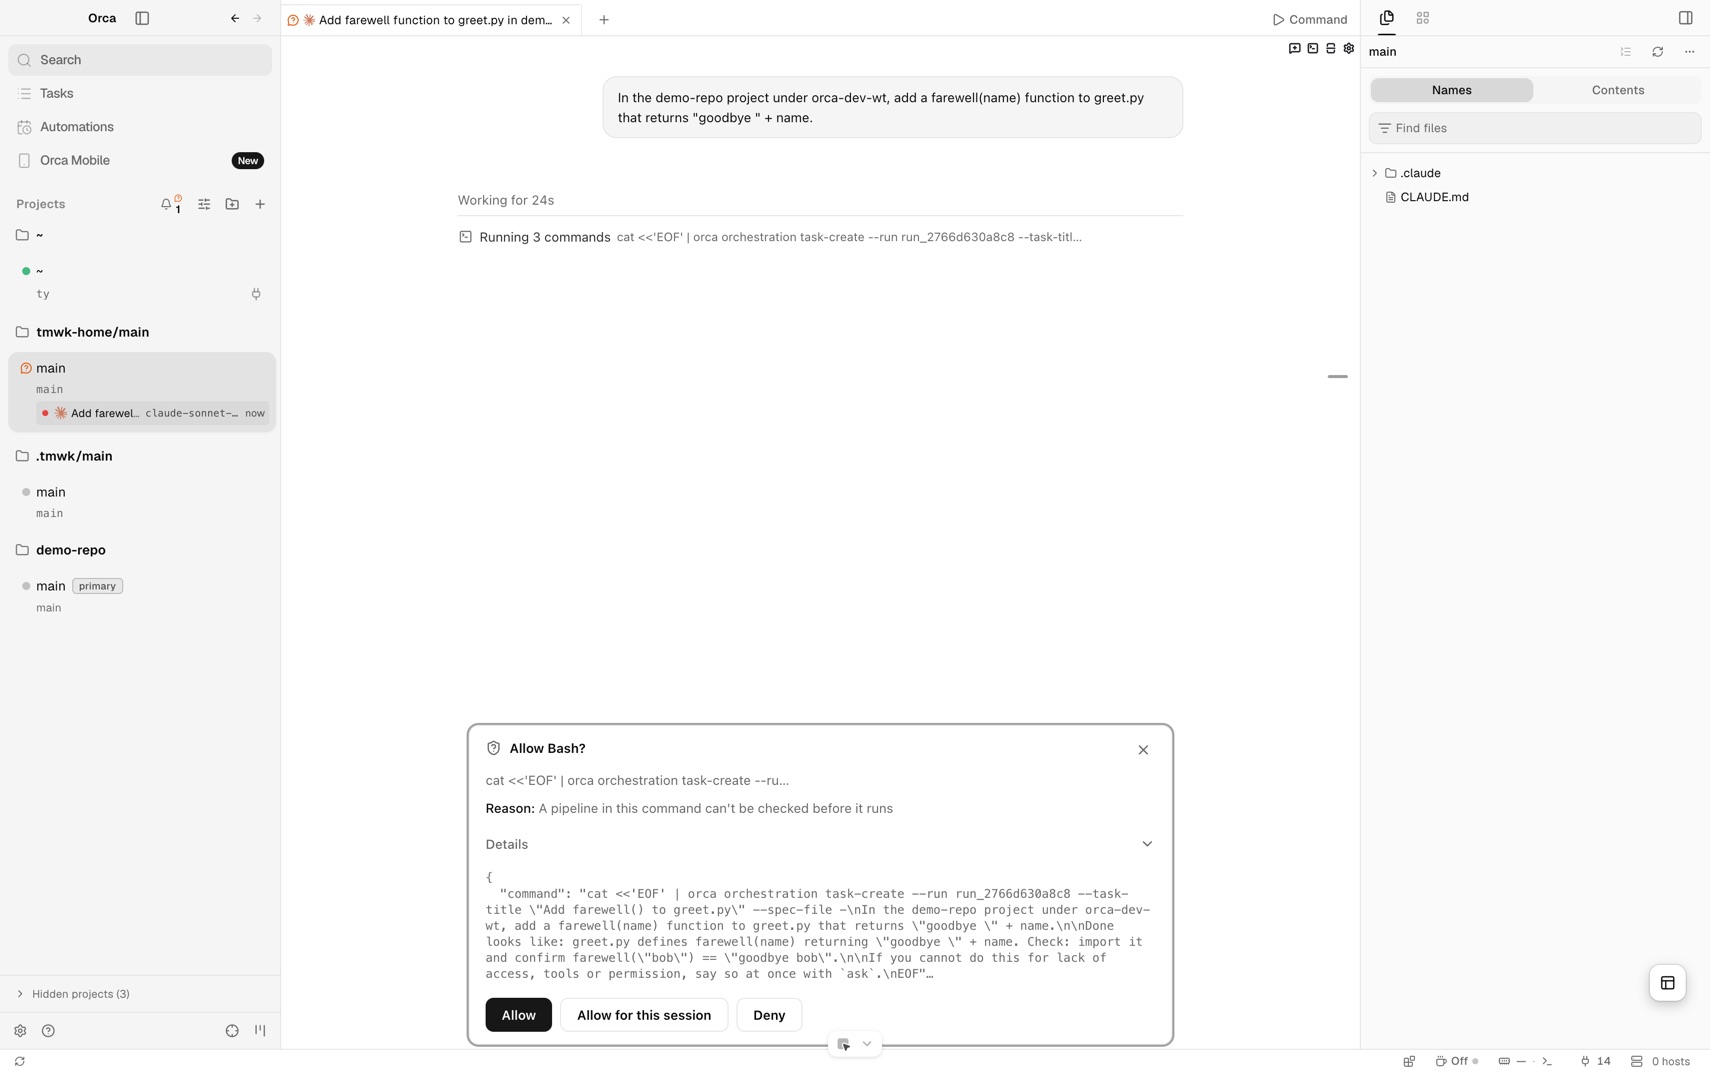 Orca
Search
Tasks
Automations
Orca Mobile
New
Projects
1
~
~
ty
tmwk-home/main
main
main
Add farewel… claude-sonnet-… now
.tmwk/main
main
main
demo-repo
main primary
main
Hidden projects (3)
Add farewell function to greet.py in dem…
Command
In the demo-repo project under orca-dev-wt, add a farewell(name) function to greet.py
that returns "goodbye " + name.
Working for 24s
Running 3 commands cat <<'EOF' | orca orchestration task-create --run run_2766d630a8c8 --task-titl...
Allow Bash?
cat <<'EOF' | orca orchestration task-create --ru...
Reason: A pipeline in this command can't be checked before it runs
Details
{
"command": "cat <<'EOF' | orca orchestration task-create --run run_2766d630a8c8 --task-
title \"Add farewell() to greet.py\" --spec-file -\nIn the demo-repo project under orca-dev-
wt, add a farewell(name) function to greet.py that returns \"goodbye \" + name.\n\nDone
looks like: greet.py defines farewell(name) returning \"goodbye \" + name. Check: import it
and confirm farewell(\"bob\") == \"goodbye bob\".\n\nIf you cannot do this for lack of
access, tools or permission, say so at once with `ask`.\nEOF"…
Allow
Allow for this session
Deny
main
Names
Contents
Find files
.claude
CLAUDE.md
Off
14
0 hosts